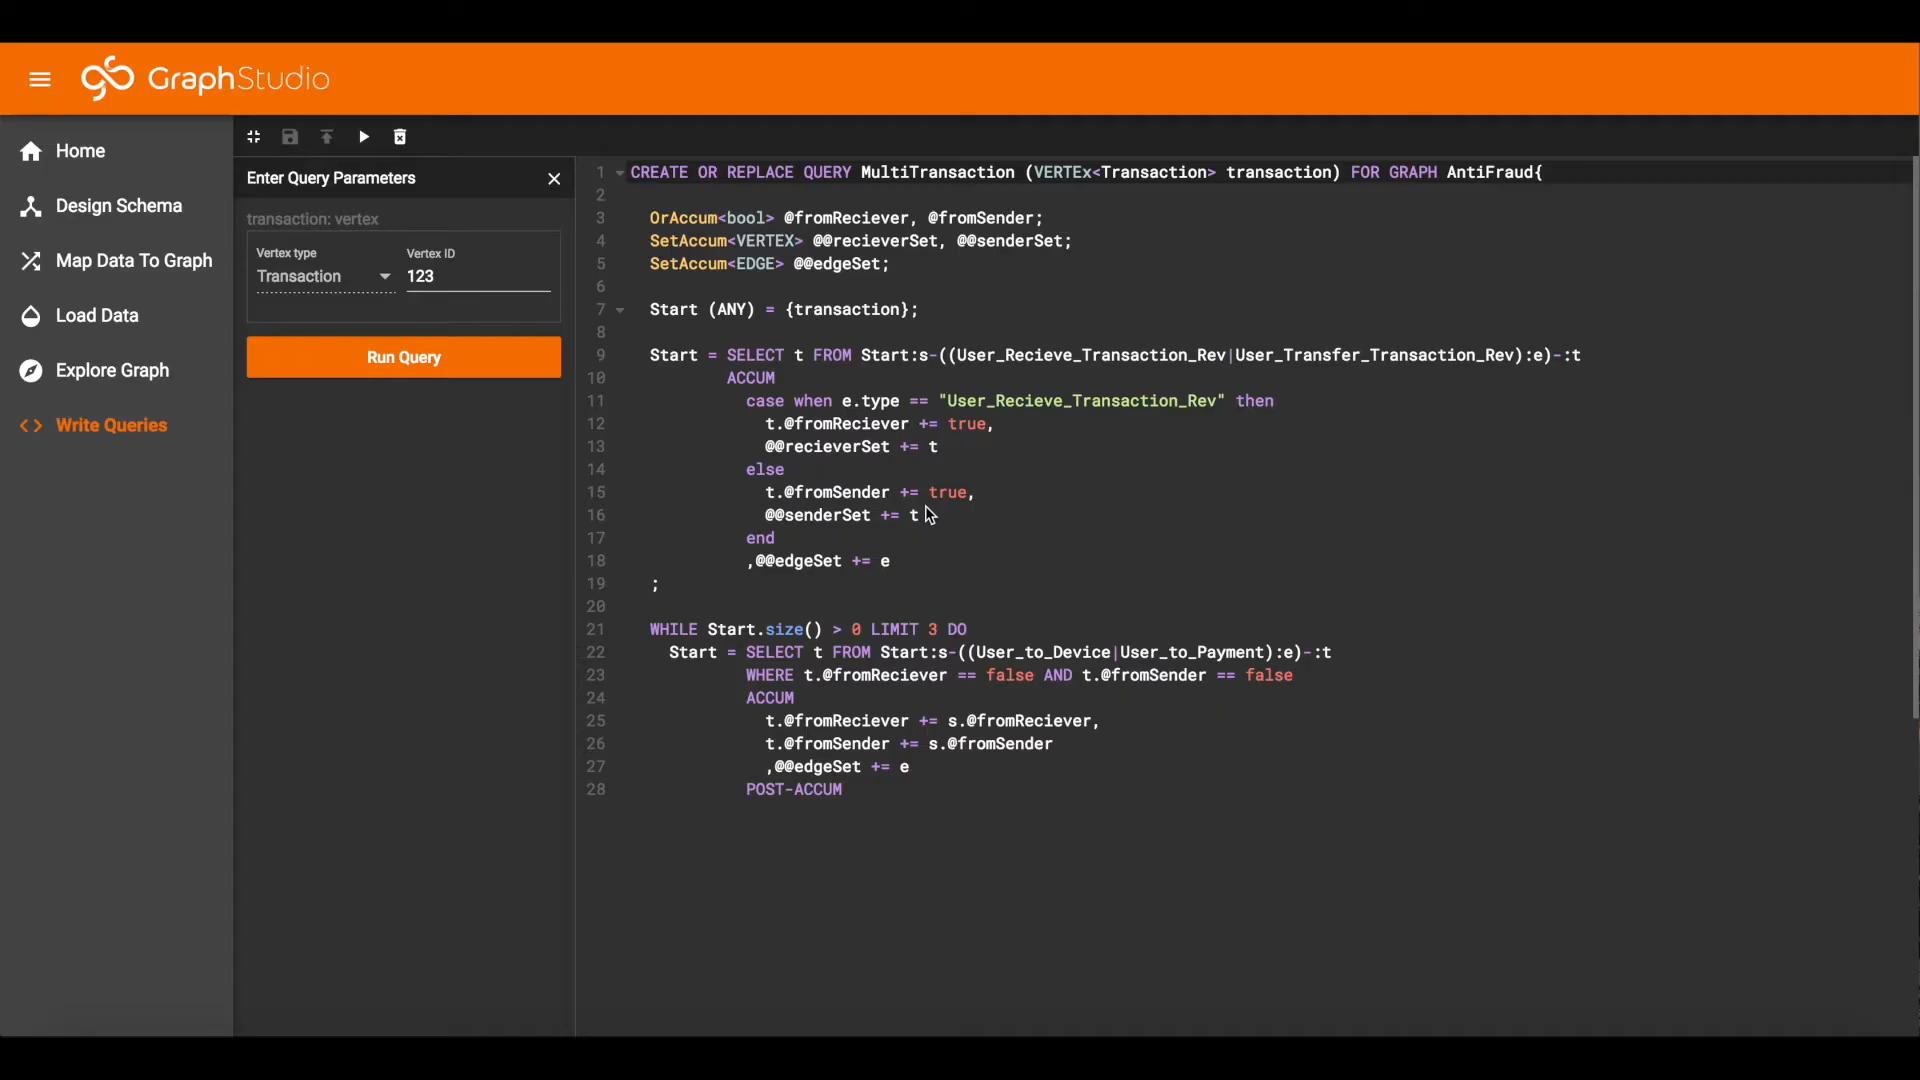 GraphStudio
Home
Design Schema
Map Data To Graph
Load Data
Explore Graph
Write Queries
Enter Query Parameters
transaction: vertex
Vertex type
Vertex ID
Transaction
123
Run Query
1 CREATE OR REPLACE QUERY MultiTransaction (VERTEx<Transaction> transaction) FOR GRAPH AntiFraud{
2
3 OrAccum<bool> @fromReciever, @fromSender;
4 SetAccum<VERTEX> @@recieverSet, @@senderSet;
5 SetAccum<EDGE> @@edgeSet;
6
7 Start (ANY) = {transaction};
8
9 Start = SELECT t FROM Start:s-((User_Recieve_Transaction_Rev|User_Transfer_Transaction_Rev):e)-:t
10 ACCUM
11 case when e.type == "User_Recieve_Transaction_Rev" then
12 t.@fromReciever += true,
13 @@recieverSet += t
14 else
15 t.@fromSender += true,
16 @@senderSet += t
17 end
18 ,@@edgeSet += e
19 ;
20
21 WHILE Start.size() > 0 LIMIT 3 DO
22 Start = SELECT t FROM Start:s-((User_to_Device|User_to_Payment):e)-:t
23 WHERE t.@fromReciever == false AND t.@fromSender == false
24 ACCUM
25 t.@fromReciever += s.@fromReciever,
26 t.@fromSender += s.@fromSender
27 ,@@edgeSet += e
28 POST-ACCUM